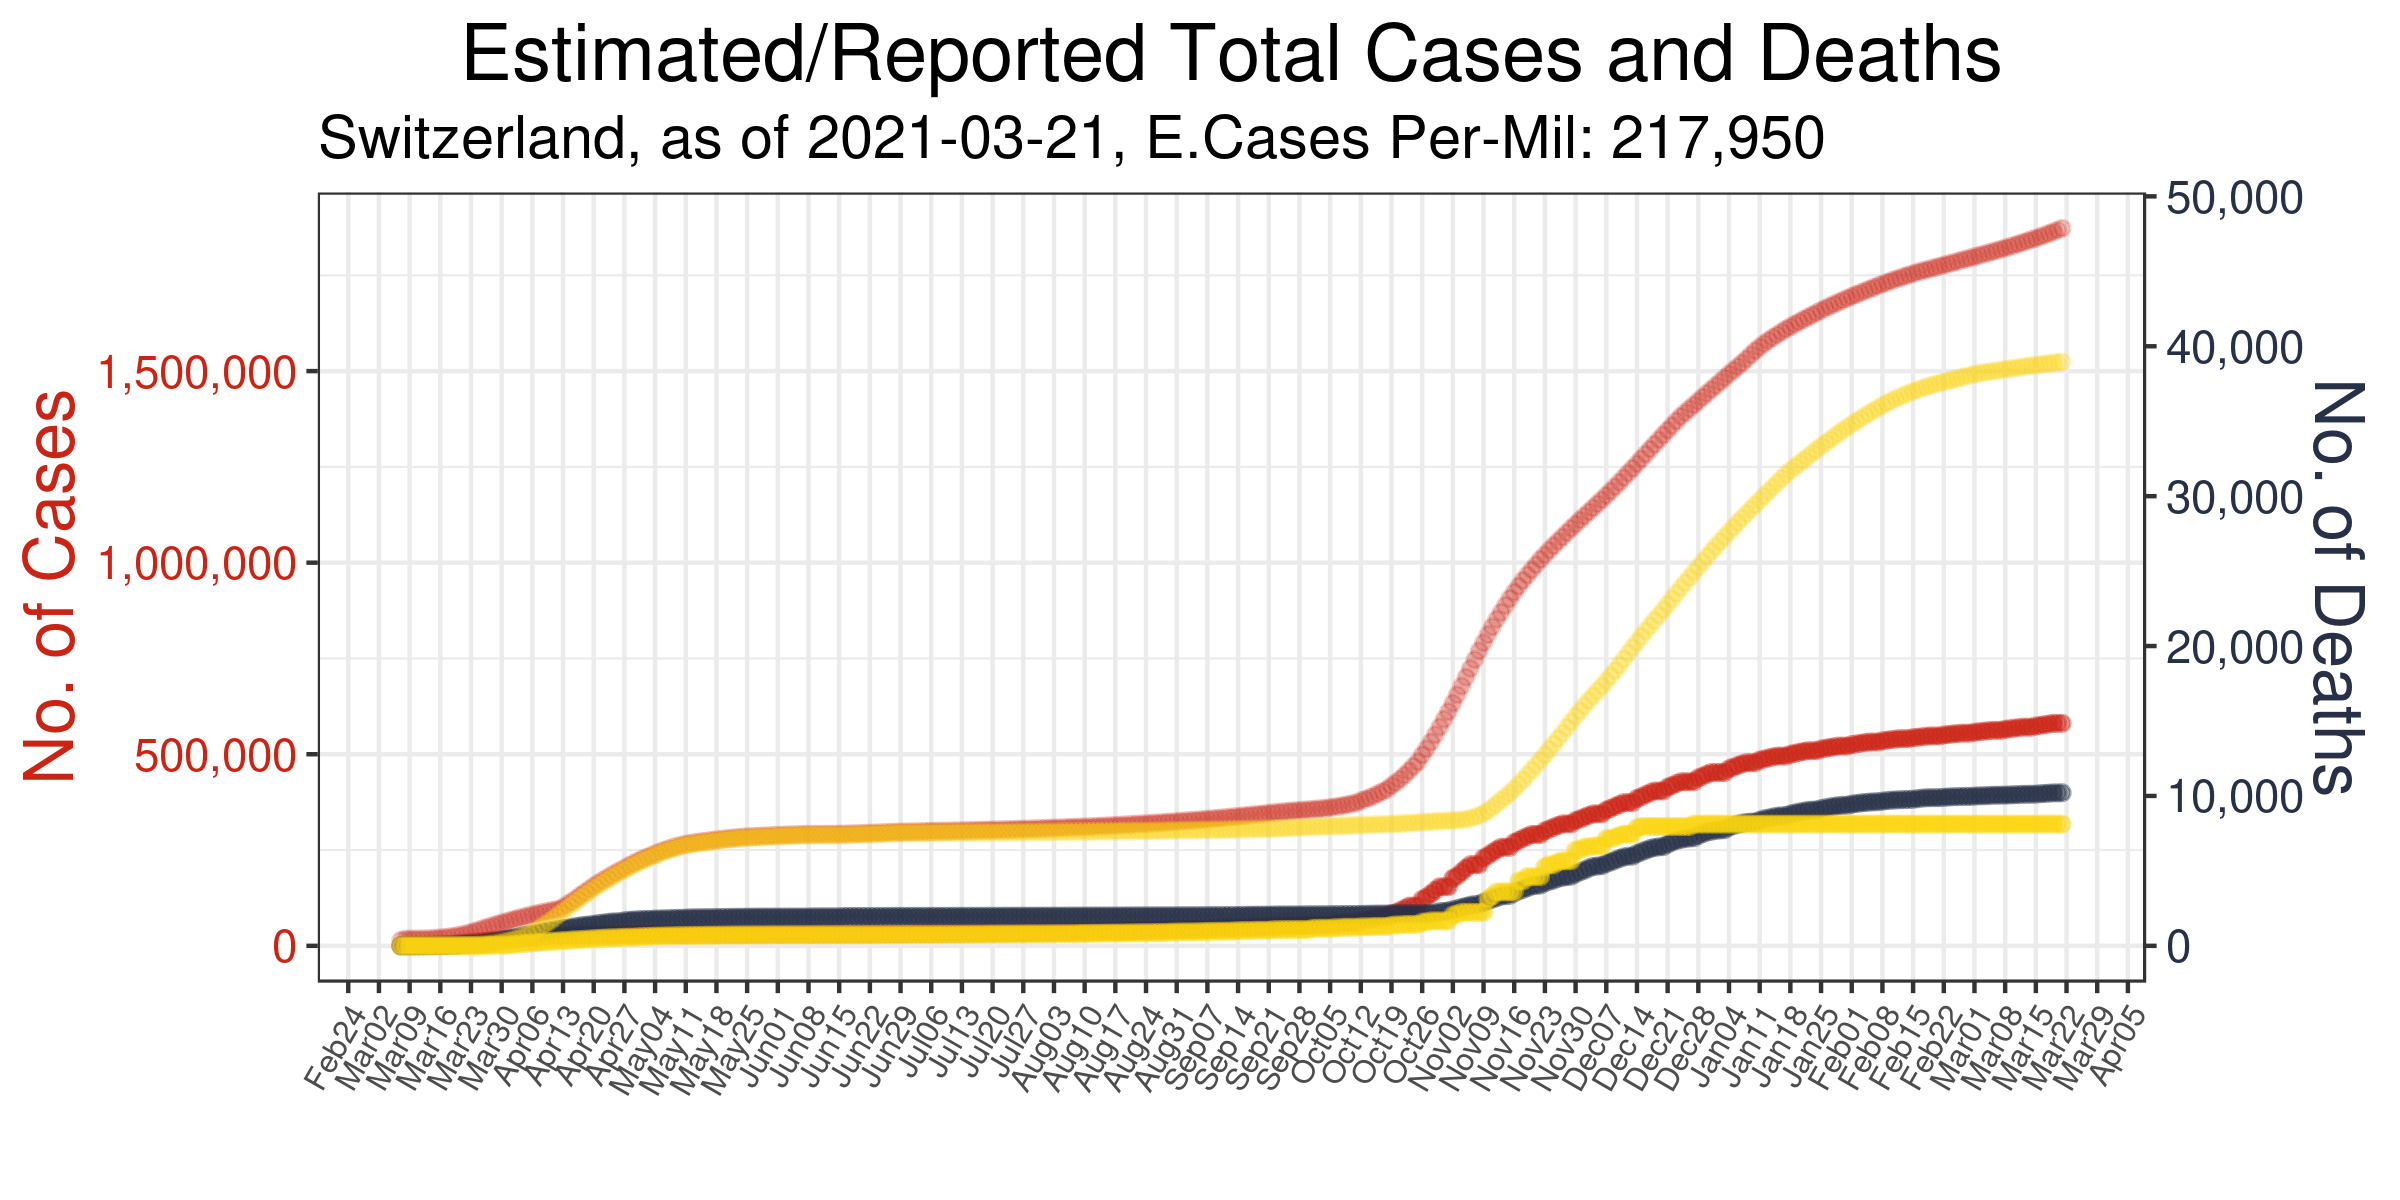 Estimated/Reported Total Cases and Deaths
Switzerland, as of 2021-03-21, E.Cases Per-Mil: 217,950
No. of Cases
1,500,000
1,000,000
500,000
0
50,000
40,000
30,000
20,000
10,000
0
No. of Deaths
Feb24
Mar02
Mar09
Mar16
Mar23
Mar30
Apr06
Apr13
Apr20
Apr27
May04
May11
May18
May25
Jun01
Jun08
Jun15
Jun22
Jun29
Jul06
Jul13
Jul20
Jul27
Aug03
Aug10
Aug17
Aug24
Aug31
Sep07
Sep14
Sep21
Sep28
Oct05
Oct12
Oct19
Oct26
Nov02
Nov09
Nov16
Nov23
Nov30
Dec07
Dec14
Dec21
Dec28
Jan04
Jan11
Jan18
Jan25
Feb01
Feb08
Feb15
Feb22
Mar01
Mar08
Mar15
Mar22
Mar29
Apr05